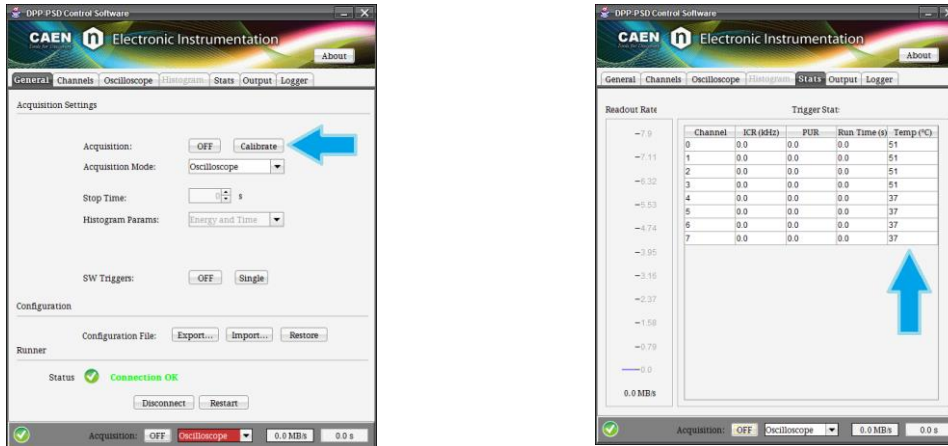 DPP-PSD Control Software
CAEN n Electronic Instrumentation
Tools for Discovery
About
General Channels Oscilloscope Histogram Stats Output Logger
Acquisition Settings
Acquisition: OFF Calibrate
Acquisition Mode: Oscilloscope
Stop Time: 0 s
Histogram Params: Energy and Time
SW Triggers: OFF Single
Configuration
Configuration File: Export... Import... Restore
Runner
Status Connection OK
Disconnect Restart
Acquisition: OFF Oscilloscope 0.0 MB/s 0.0 s
DPP-PSD Control Software
CAEN n Electronic Instrumentation
Tools for Discovery
About
General Channels Oscilloscope Histogram Stats Output Logger
Readout Rate Trigger Stat
7.9
7.11
6.32
5.53
4.74
3.95
3.16
2.37
1.58
0.79
0.0
0.0 MB/s
Channel ICR (kHz) PUR Run Time (s) Temp (°C)
0 0.0 0.0 0.0 51
1 0.0 0.0 0.0 51
2 0.0 0.0 0.0 51
3 0.0 0.0 0.0 51
4 0.0 0.0 0.0 37
5 0.0 0.0 0.0 37
6 0.0 0.0 0.0 37
7 0.0 0.0 0.0 37
Acquisition: OFF Oscilloscope 0.0 MB/s 0.0 s